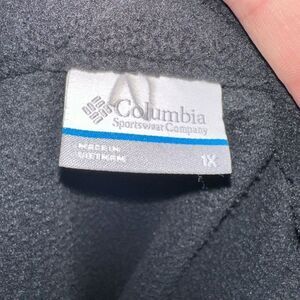 Columbia
Sportswear Company
MADE IN
VIETNAM
1X